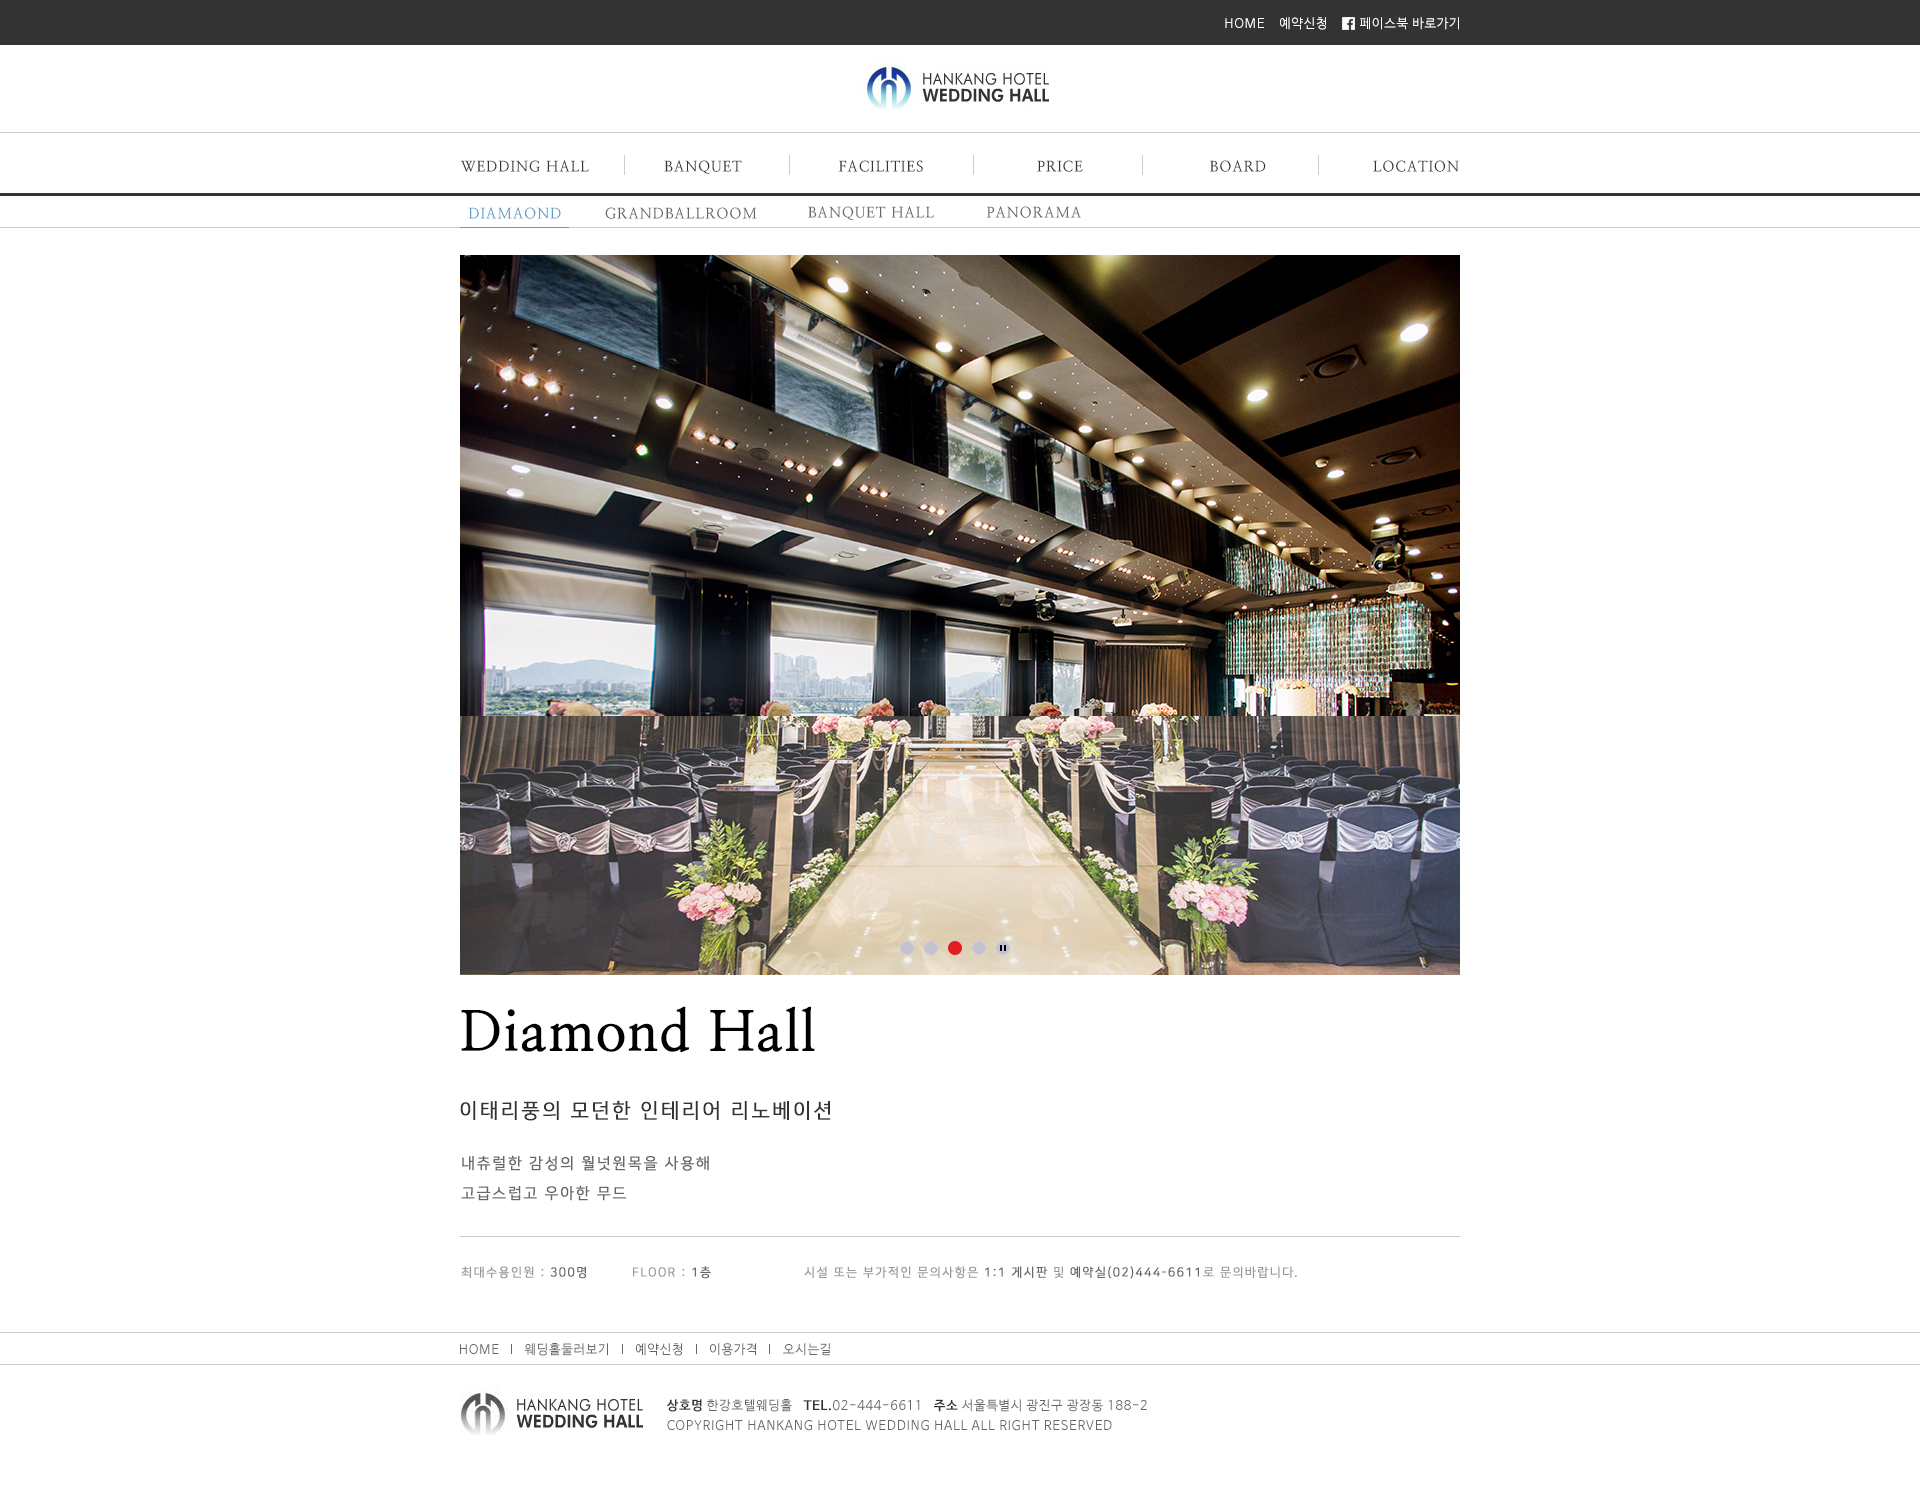 HOME 예약신청 페이스북 바로가기
HANKANG HOTEL
WEDDING HALL
WEDDING HALL BANQUET FACILITIES PRICE BOARD LOCATION
DIAMAOND GRANDBALLROOM BANQUET HALL PANORAMA
Diamond Hall
이태리풍의 모던한 인테리어 리노베이션
내츄럴한 감성의 월넛원목을 사용해
고급스럽고 우아한 무드
최대수용인원 : 300명 FLOOR : 1층 시설 또는 부가적인 문의사항은 1:1 게시판 및 예약실(02)444-6611로 문의바랍니다.
HOME | 웨딩홀둘러보기 | 예약신청 | 이용가격 | 오시는길
HANKANG HOTEL
WEDDING HALL
상호명 한강호텔웨딩홀 TEL.02-444-6611 주소 서울특별시 광진구 광장동 188-2
COPYRIGHT HANKANG HOTEL WEDDING HALL ALL RIGHT RESERVED